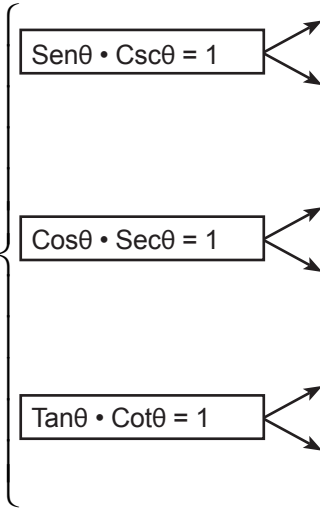 Senθ • Cscθ = 1
Cosθ • Secθ = 1
Tanθ • Cotθ = 1